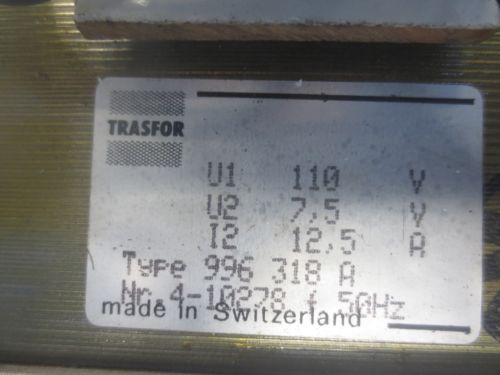 TRASFOR
U1 110 V
U2 7,5 V
I2 12,5 A
Type 996 318 A
Nr.4-10278 f 50Hz
made in Switzerland